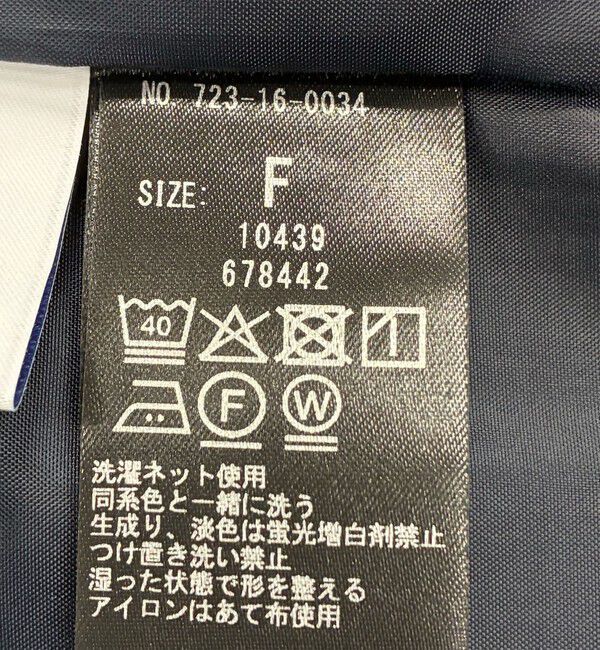 NO 723-16-0034
SIZE: F
10439
678442
40
F W
洗濯ネット使用
同系色と一緒に洗う
生成り、淡色は蛍光増白剤禁止
つけ置き洗い禁止
湿った状態で形を整える
アイロンはあて布使用